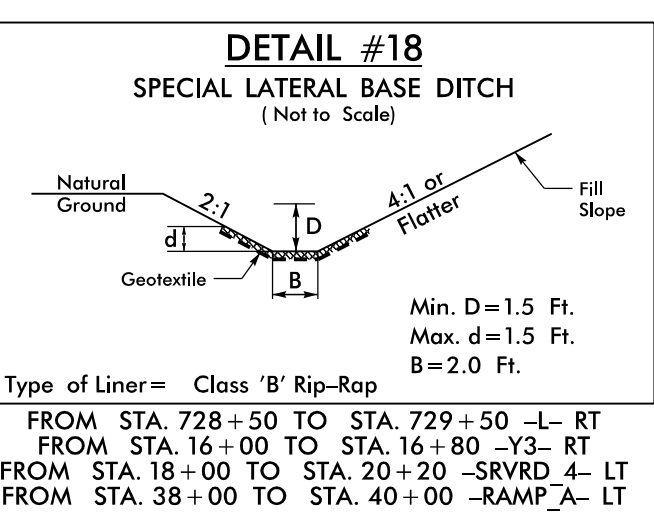 DETAIL #18
SPECIAL LATERAL BASE DITCH
( Not to Scale)
Natural
Ground
2:1
D
4:1 or
Flatter
Fill
Slope
d
Geotextile
B
Min. D=1.5 Ft.
Max. d=1.5 Ft.
B=2.0 Ft.
Type of Liner= Class 'B' Rip-Rap
FROM STA. 728+50 TO STA. 729+50 -L- RT
FROM STA. 16+00 TO STA. 16+80 -Y3- RT
FROM STA. 18+00 TO STA. 20+20 -SRVRD_4- LT
FROM STA. 38+00 TO STA. 40+00 -RAMP_A- LT